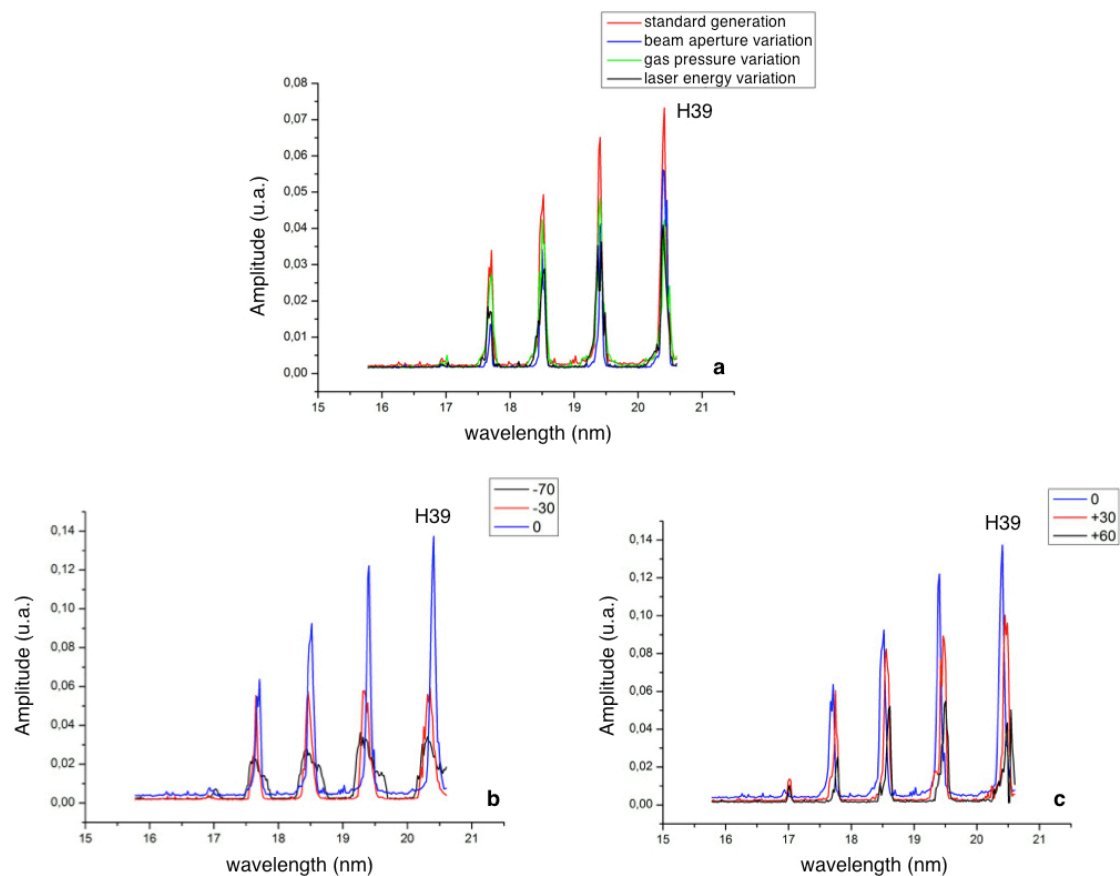 standard generation
beam aperture variation
gas pressure variation
laser energy variation
H39
0,08
0,07
0,06
0,05
0,04
0,03
0,02
0,01
0,00
Amplitude (u.a.)
a
15 16 17 18 19 20 21
wavelength (nm)
-70
-30
0
H39
0,14
0,12
0,10
0,08
0,06
0,04
0,02
0,00
Amplitude (u.a.)
b
15 16 17 18 19 20 21
wavelength (nm)
0
+30
+60
H39
0,14
0,12
0,10
0,08
0,06
0,04
0,02
0,00
Amplitude (u.a.)
c
15 16 17 18 19 20 21
wavelength (nm)